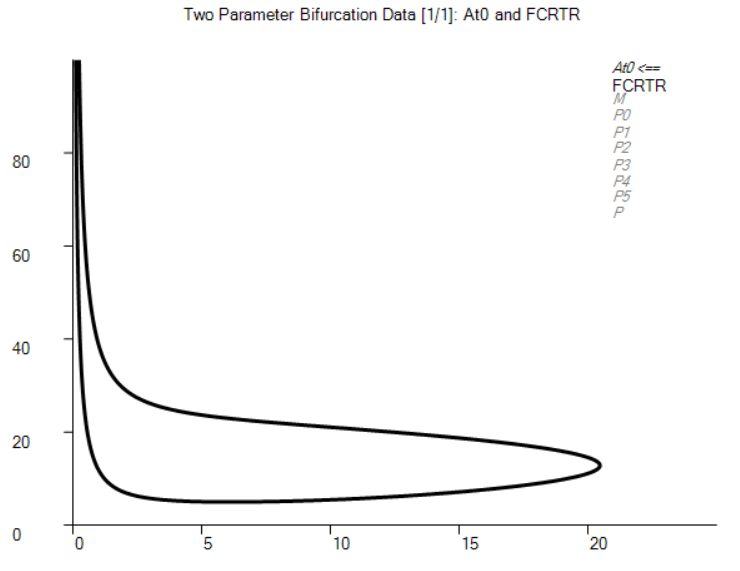 Two Parameter Bifurcation Data [1/1]: At0 and FCRTR
At0 <==
FCRTR
M
P0
P1
P2
P3
P4
P5
P
80
60
40
20
0
0 5 10 15 20